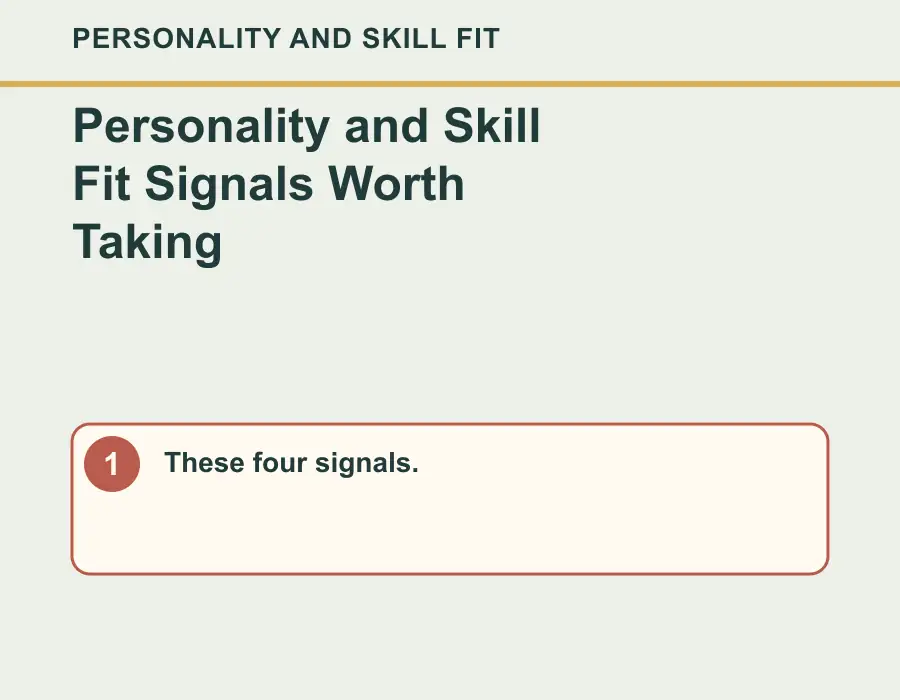 PERSONALITY AND SKILL FIT
Personality and Skill
Fit Signals Worth
Taking
1
These four signals.